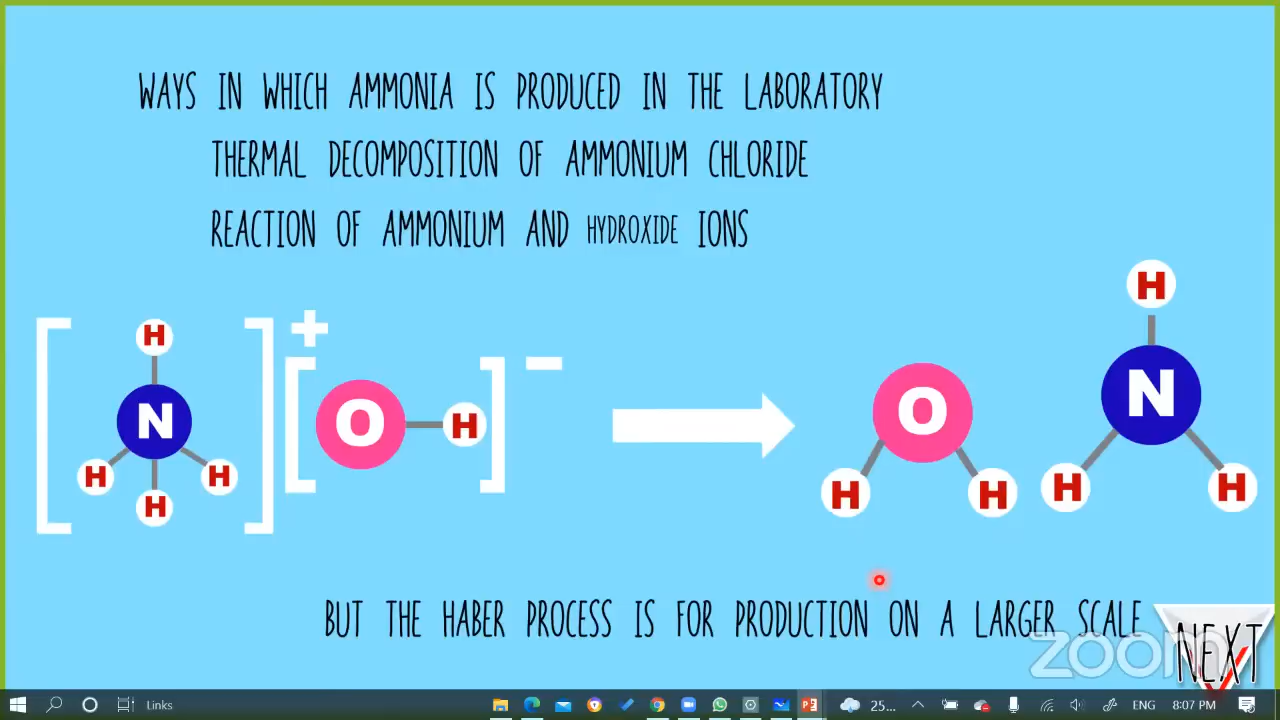 WAYS IN WHICH AMMONIA IS PRODUCED IN THE LABORATORY
THERMAL DECOMPOSITION OF AMMONIUM CHLORIDE
REACTION OF AMMONIUM AND HYDROXIDE IONS
H
N
H
H
H
+
O
H
−
O
H
H
H
N
H
H
BUT THE HABER PROCESS IS FOR PRODUCTION ON A LARGER SCALE
zoom
NEXT
Links
25...
ENG
8:07 PM